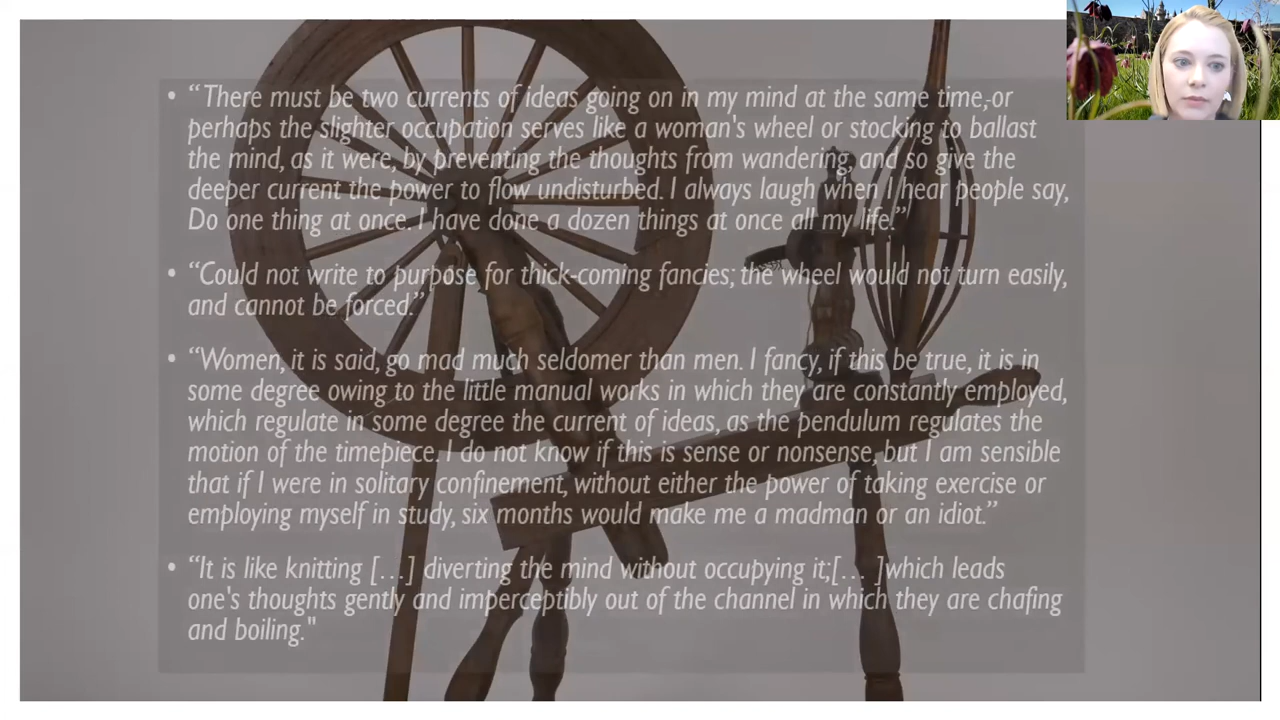 • “ There must be two currents of ideas going on in my mind at the same time,-or
perhaps the slighter occupation serves like a woman's wheel or stocking to ballast
the mind, as it were, by preventing the thoughts from wandering, and so give the
deeper current the power to flow undisturbed. I always laugh when I hear people say,
Do one thing at once. I have done a dozen things at once all my life.”
• “Could not write to purpose for thick-coming fancies; the wheel would not turn easily,
and cannot be forced.”
• “Women, it is said, go mad much seldomer than men. I fancy, if this be true, it is in
some degree owing to the little manual works in which they are constantly employed,
which regulate in some degree the current of ideas, as the pendulum regulates the
motion of the timepiece. I do not know if this is sense or nonsense, but I am sensible
that if I were in solitary confinement, without either the power of taking exercise or
employing myself in study, six months would make me a madman or an idiot.”
• “It is like knitting […] diverting the mind without occupying it;[… ]which leads
one's thoughts gently and imperceptibly out of the channel in which they are chafing
and boiling."